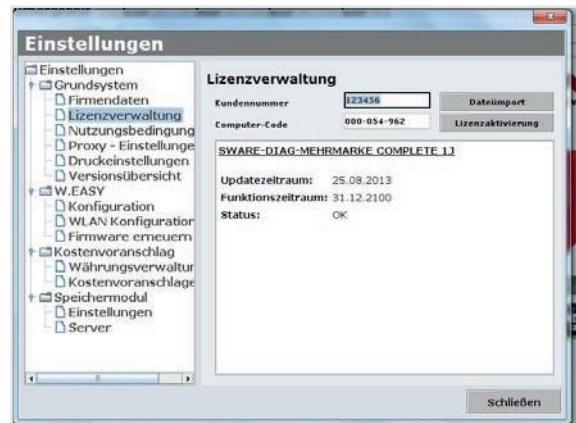 Einstellungen
Einstellungen
Grundsystem
Firmendaten
Lizenzverwaltung
Nutzungsbedingung
Proxy - Einstellunge
Druckeinstellungen
Versionsübersicht
W.EASY
Konfiguration
WLAN Konfiguration
Firmware erneuern
Kostenvoranschlag
Währungsverwaltur
Kostenvoranschlage
Speichermodul
Einstellungen
Server
Lizenzverwaltung
Kundennummer 123456 Dateiimport
Computer-Code 000-054-962 Lizenzaktivierung
SWARE-DIAG-MEHRMARKE COMPLETE 1J
Updatezeitraum: 25.08.2013
Funktionszeitraum: 31.12.2100
Status: OK
Schließen